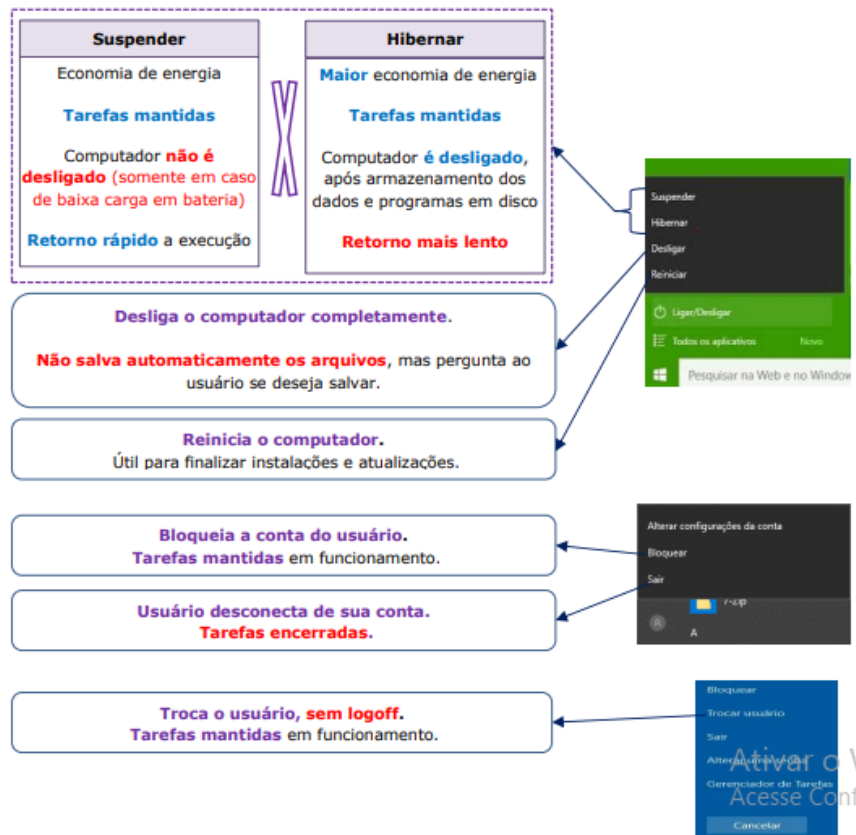 Suspender
Economia de energia
Tarefas mantidas
Computador não é
desligado (somente em caso
de baixa carga em bateria)
Retorno rápido a execução
Hibernar
Maior economia de energia
Tarefas mantidas
Computador é desligado,
após armazenamento dos
dados e programas em disco
Retorno mais lento
Suspender
Hibernar
Desligar
Reiniciar
Ligar/Desligar
Todos os aplicativos Novo
Pesquisar na Web e no Window
Desliga o computador completamente.
Não salva automaticamente os arquivos, mas pergunta ao
usuário se deseja salvar.
Reinicia o computador.
Útil para finalizar instalações e atualizações.
Bloqueia a conta do usuário.
Tarefas mantidas em funcionamento.
Usuário desconecta de sua conta.
Tarefas encerradas.
Alterar configurações da conta
Bloquear
Sair
7-Zip
A
Troca o usuário, sem logoff.
Tarefas mantidas em funcionamento.
Bloquear
Trocar usuário
Sair
Alterar uma senha
Gerenciador de Tarefas
Cancelar
Ativar o
Acesse Conf